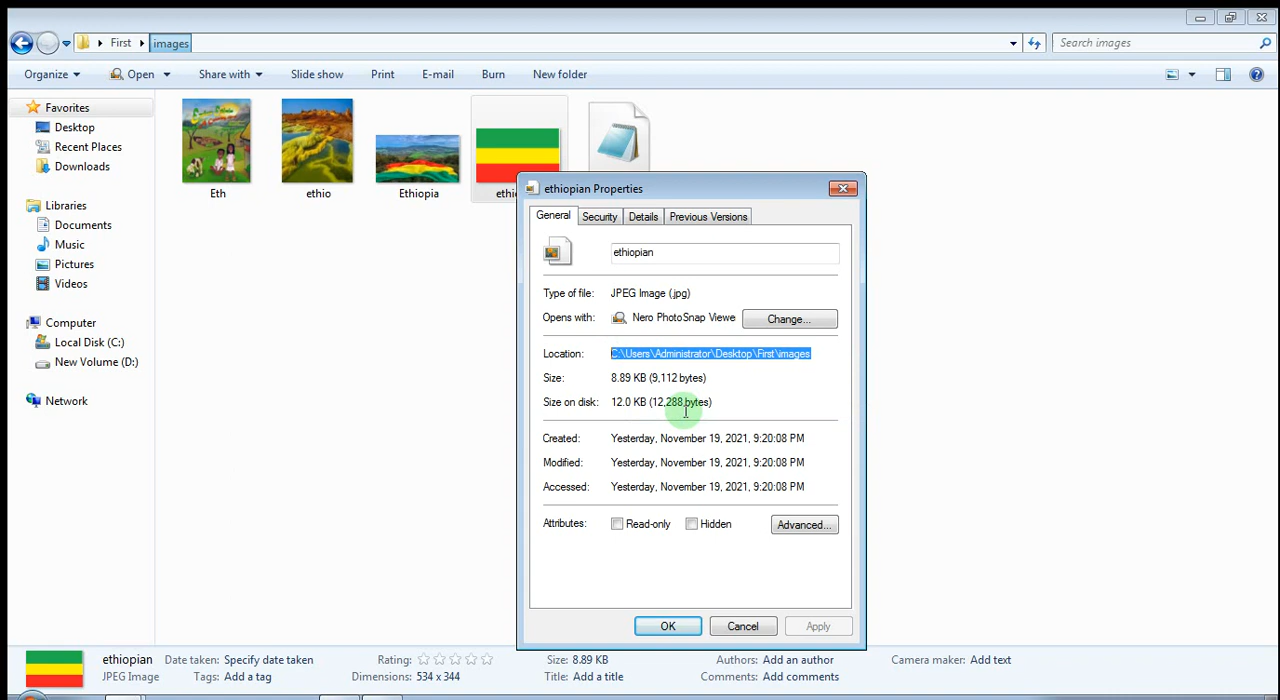 First images
Search images
Organize Open Share with Slide show Print E-mail Burn New folder
Favorites
Desktop
Recent Places
Downloads
Libraries
Documents
Music
Pictures
Videos
Computer
Local Disk (C:)
New Volume (D:)
Network
Eth
ethio
Ethiopia
ethiopian Properties
General Security Details Previous Versions
ethiopian
Type of file: JPEG Image (.jpg)
Opens with: Nero PhotoSnap Viewe Change...
Location: C:\Users\Administrator\Desktop\First\images
Size: 8.89 KB (9,112 bytes)
Size on disk: 12.0 KB (12,288 bytes)
Created: Yesterday, November 19, 2021, 9:20:08 PM
Modified: Yesterday, November 19, 2021, 9:20:08 PM
Accessed: Yesterday, November 19, 2021, 9:20:08 PM
Attributes: Read-only Hidden Advanced...
OK Cancel Apply
ethiopian Date taken: Specify date taken Rating: Size: 8.89 KB Authors: Add an author Camera maker: Add text
JPEG Image Tags: Add a tag Dimensions: 534 x 344 Title: Add a title Comments: Add comments